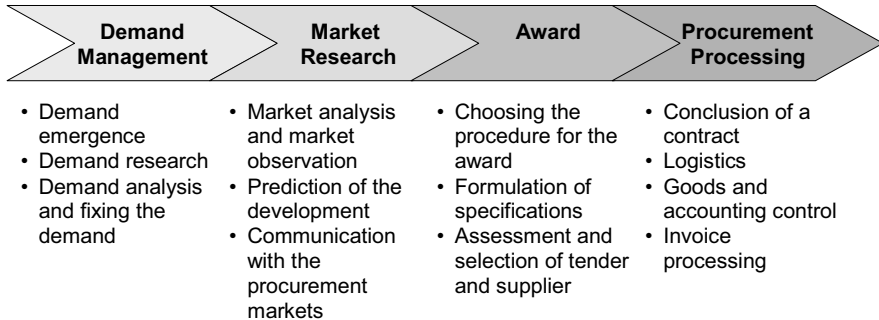 Demand
Management
Market
Research
Award
Procurement
Processing
• Demand
emergence
• Demand research
• Demand analysis
and fixing the
demand
• Market analysis
and market
observation
• Prediction of the
development
• Communication
with the
procurement
markets
• Choosing the
procedure for the
award
• Formulation of
specifications
• Assessment and
selection of tender
and supplier
• Conclusion of a
contract
• Logistics
• Goods and
accounting control
• Invoice
processing